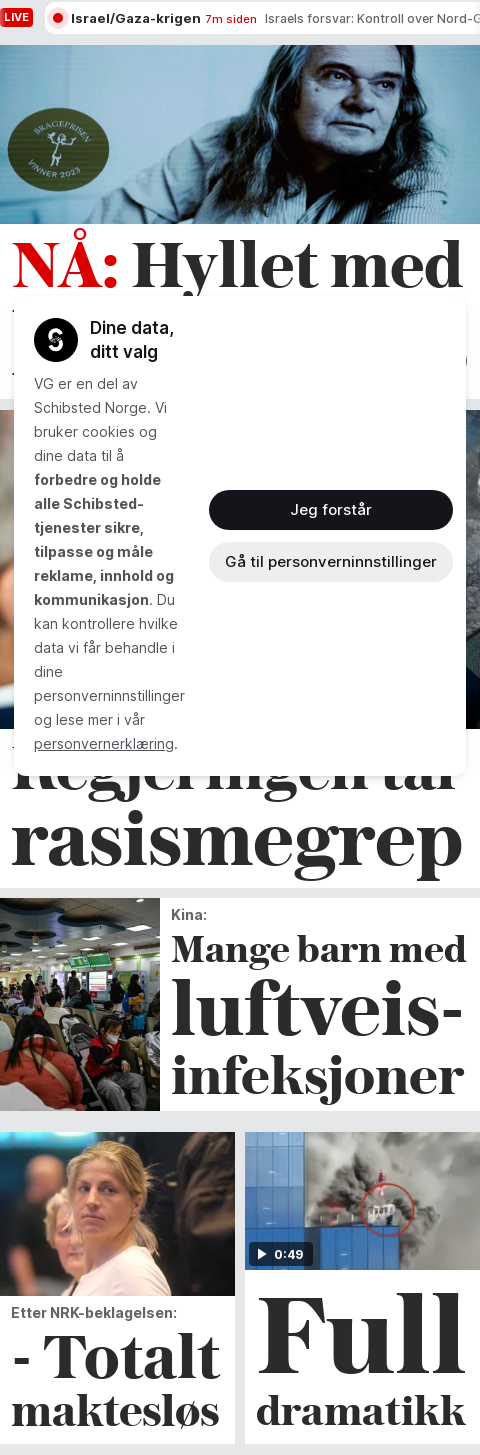 LIVE
Israel/Gaza-krigen 7m siden Israels forsvar: Kontroll over Nord-G
BRAGEPRISEN
VINNER 2023
NÅ: Hyllet med
Dine data,
ditt valg
VG er en del av
Schibsted Norge. Vi
bruker cookies og
dine data til å
forbedre og holde
alle Schibsted-
tjenester sikre,
tilpasse og måle
reklame, innhold og
kommunikasjon. Du
kan kontrollere hvilke
data vi får behandle i
dine
personverninnstillinger
og lese mer i vår
personvernerklæring.
Jeg forstår
Gå til personverninnstillinger
Regjeringen tar
rasismegrep
Kina:
Mange barn med
luftveis-
infeksjoner
0:49
Etter NRK-beklagelsen:
- Totalt
maktesløs
Full
dramatikk